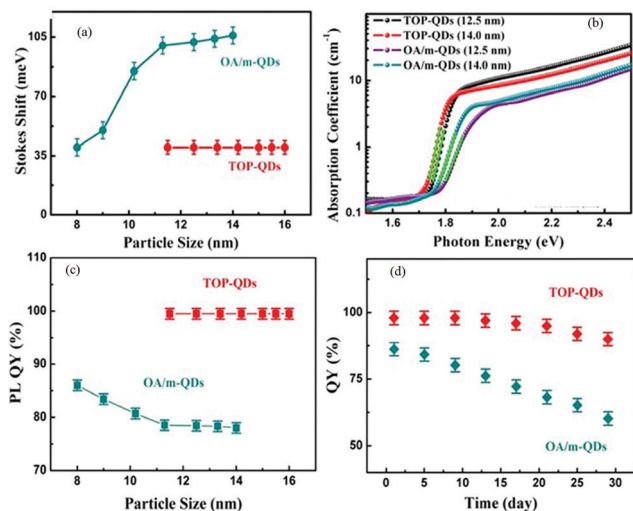 (a)
Stokes Shift (meV)
105
70
35
0
OA/m-QDs
TOP-QDs
8 10 12 14 16
Particle Size (nm)
(b)
Absorption Coefficient (cm⁻¹)
100
10
1
0.1
TOP-QDs (12.5 nm)
TOP-QDs (14.0 nm)
OA/m-QDs (12.5 nm)
OA/m-QDs (14.0 nm)
1.6 1.8 2.0 2.2 2.4
Photon Energy (eV)
(c)
PL QY (%)
100
90
80
70
TOP-QDs
OA/m-QDs
8 10 12 14 16
Particle Size (nm)
(d)
QY (%)
100
75
50
TOP-QDs
OA/m-QDs
0 5 10 15 20 25 30
Time (day)